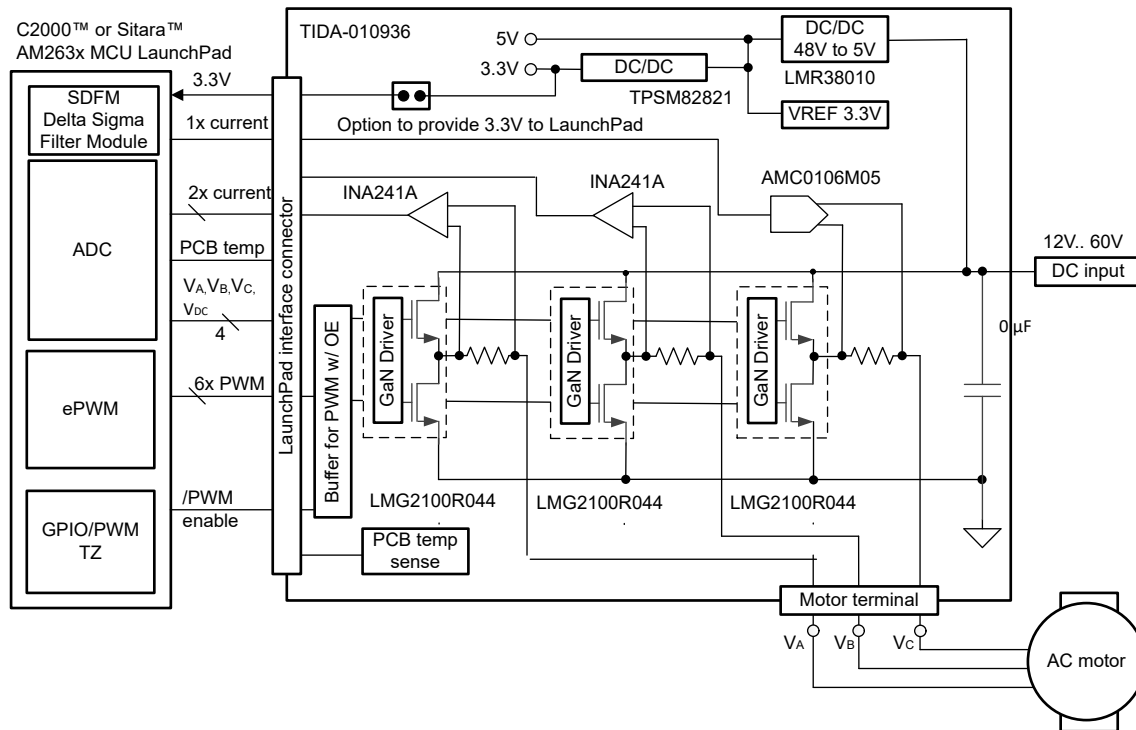 C2000™ or Sitara™
AM263x MCU LaunchPad
TIDA-010936
5V
3.3V
DC/DC
TPSM82821
DC/DC
48V to 5V
LMR38010
VREF 3.3V
3.3V
Option to provide 3.3V to LaunchPad
SDFM
Delta Sigma
Filter Module
1x current
INA241A
INA241A
AMC0106M05
2x current
ADC
PCB temp
VA,VB,VC,
VDC
4
12V.. 60V
DC input
0 µF
LaunchPad interface connector
Buffer for PWM w/ OE
GaN Driver
GaN Driver
GaN Driver
6x PWM
ePWM
LMG2100R044
LMG2100R044
LMG2100R044
/PWM
enable
GPIO/PWM
TZ
PCB temp
sense
Motor terminal
VA
VB
VC
AC motor